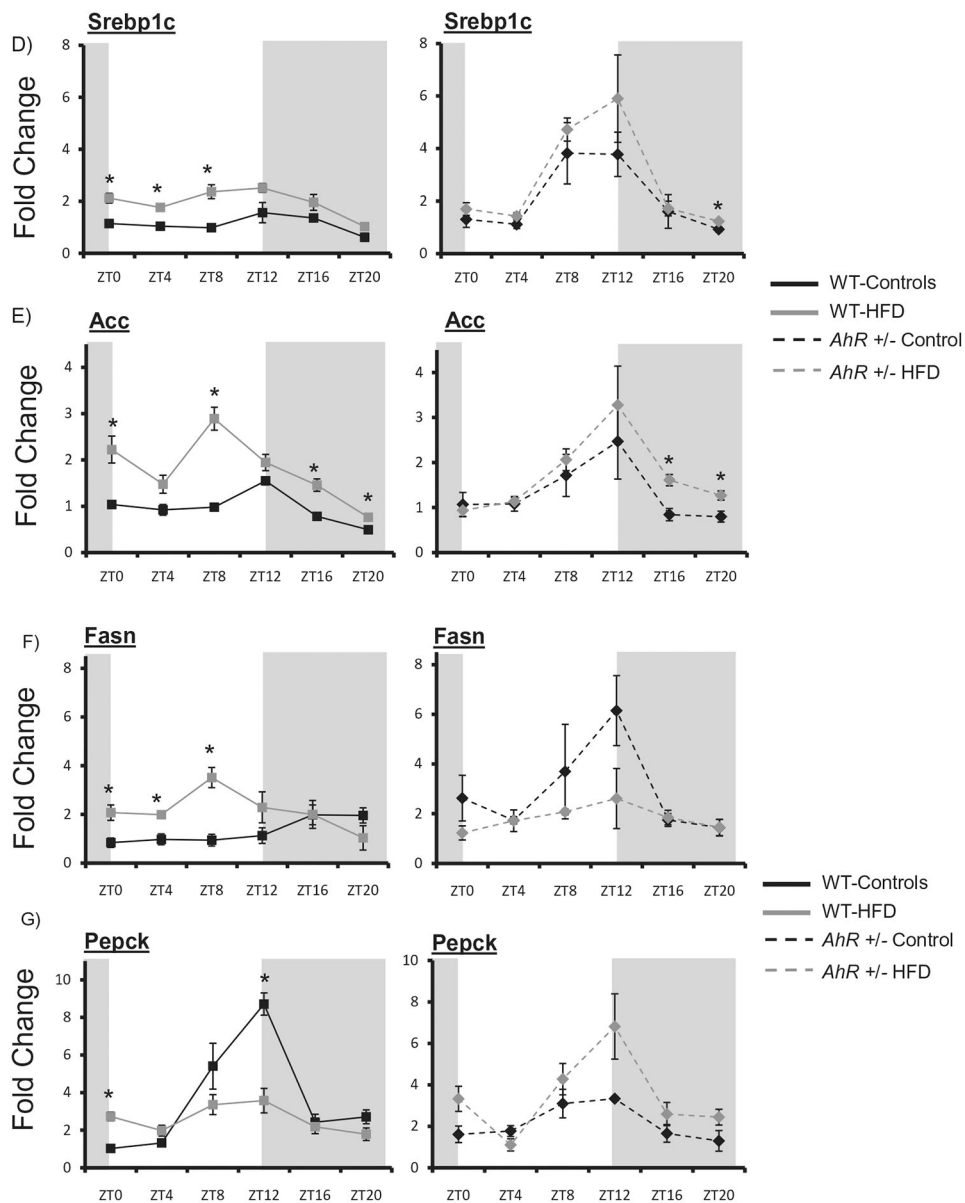 D)
Srebp1c
Srebp1c
Fold Change
8
6
4
2
0
*
*
*
ZT0 ZT4 ZT8 ZT12 ZT16 ZT20
8
6
4
2
0
*
ZT0 ZT4 ZT8 ZT12 ZT16 ZT20
WT-Controls
WT-HFD
AhR +/- Control
AhR +/- HFD
E)
Acc
Acc
Fold Change
4
3
2
1
0
*
*
*
*
ZT0 ZT4 ZT8 ZT12 ZT16 ZT20
4
3
2
1
0
*
*
ZT0 ZT4 ZT8 ZT12 ZT16 ZT20
F)
Fasn
Fasn
Fold Change
8
6
4
2
0
*
*
*
ZT0 ZT4 ZT8 ZT12 ZT16 ZT20
8
6
4
2
0
ZT0 ZT4 ZT8 ZT12 ZT16 ZT20
WT-Controls
WT-HFD
AhR +/- Control
AhR +/- HFD
G)
Pepck
Pepck
Fold Change
10
8
6
4
2
0
*
*
ZT0 ZT4 ZT8 ZT12 ZT16 ZT20
10
8
6
4
2
0
ZT0 ZT4 ZT8 ZT12 ZT16 ZT20